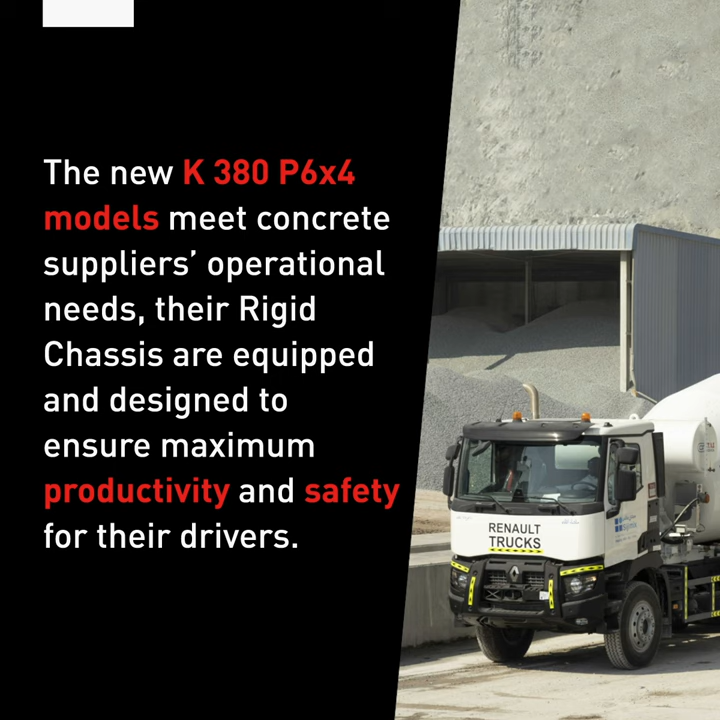 The new K 380 P6x4
models meet concrete
suppliers’ operational
needs, their Rigid
Chassis are equipped
and designed to
ensure maximum
productivity and safety
for their drivers.
RENAULT
TRUCKS